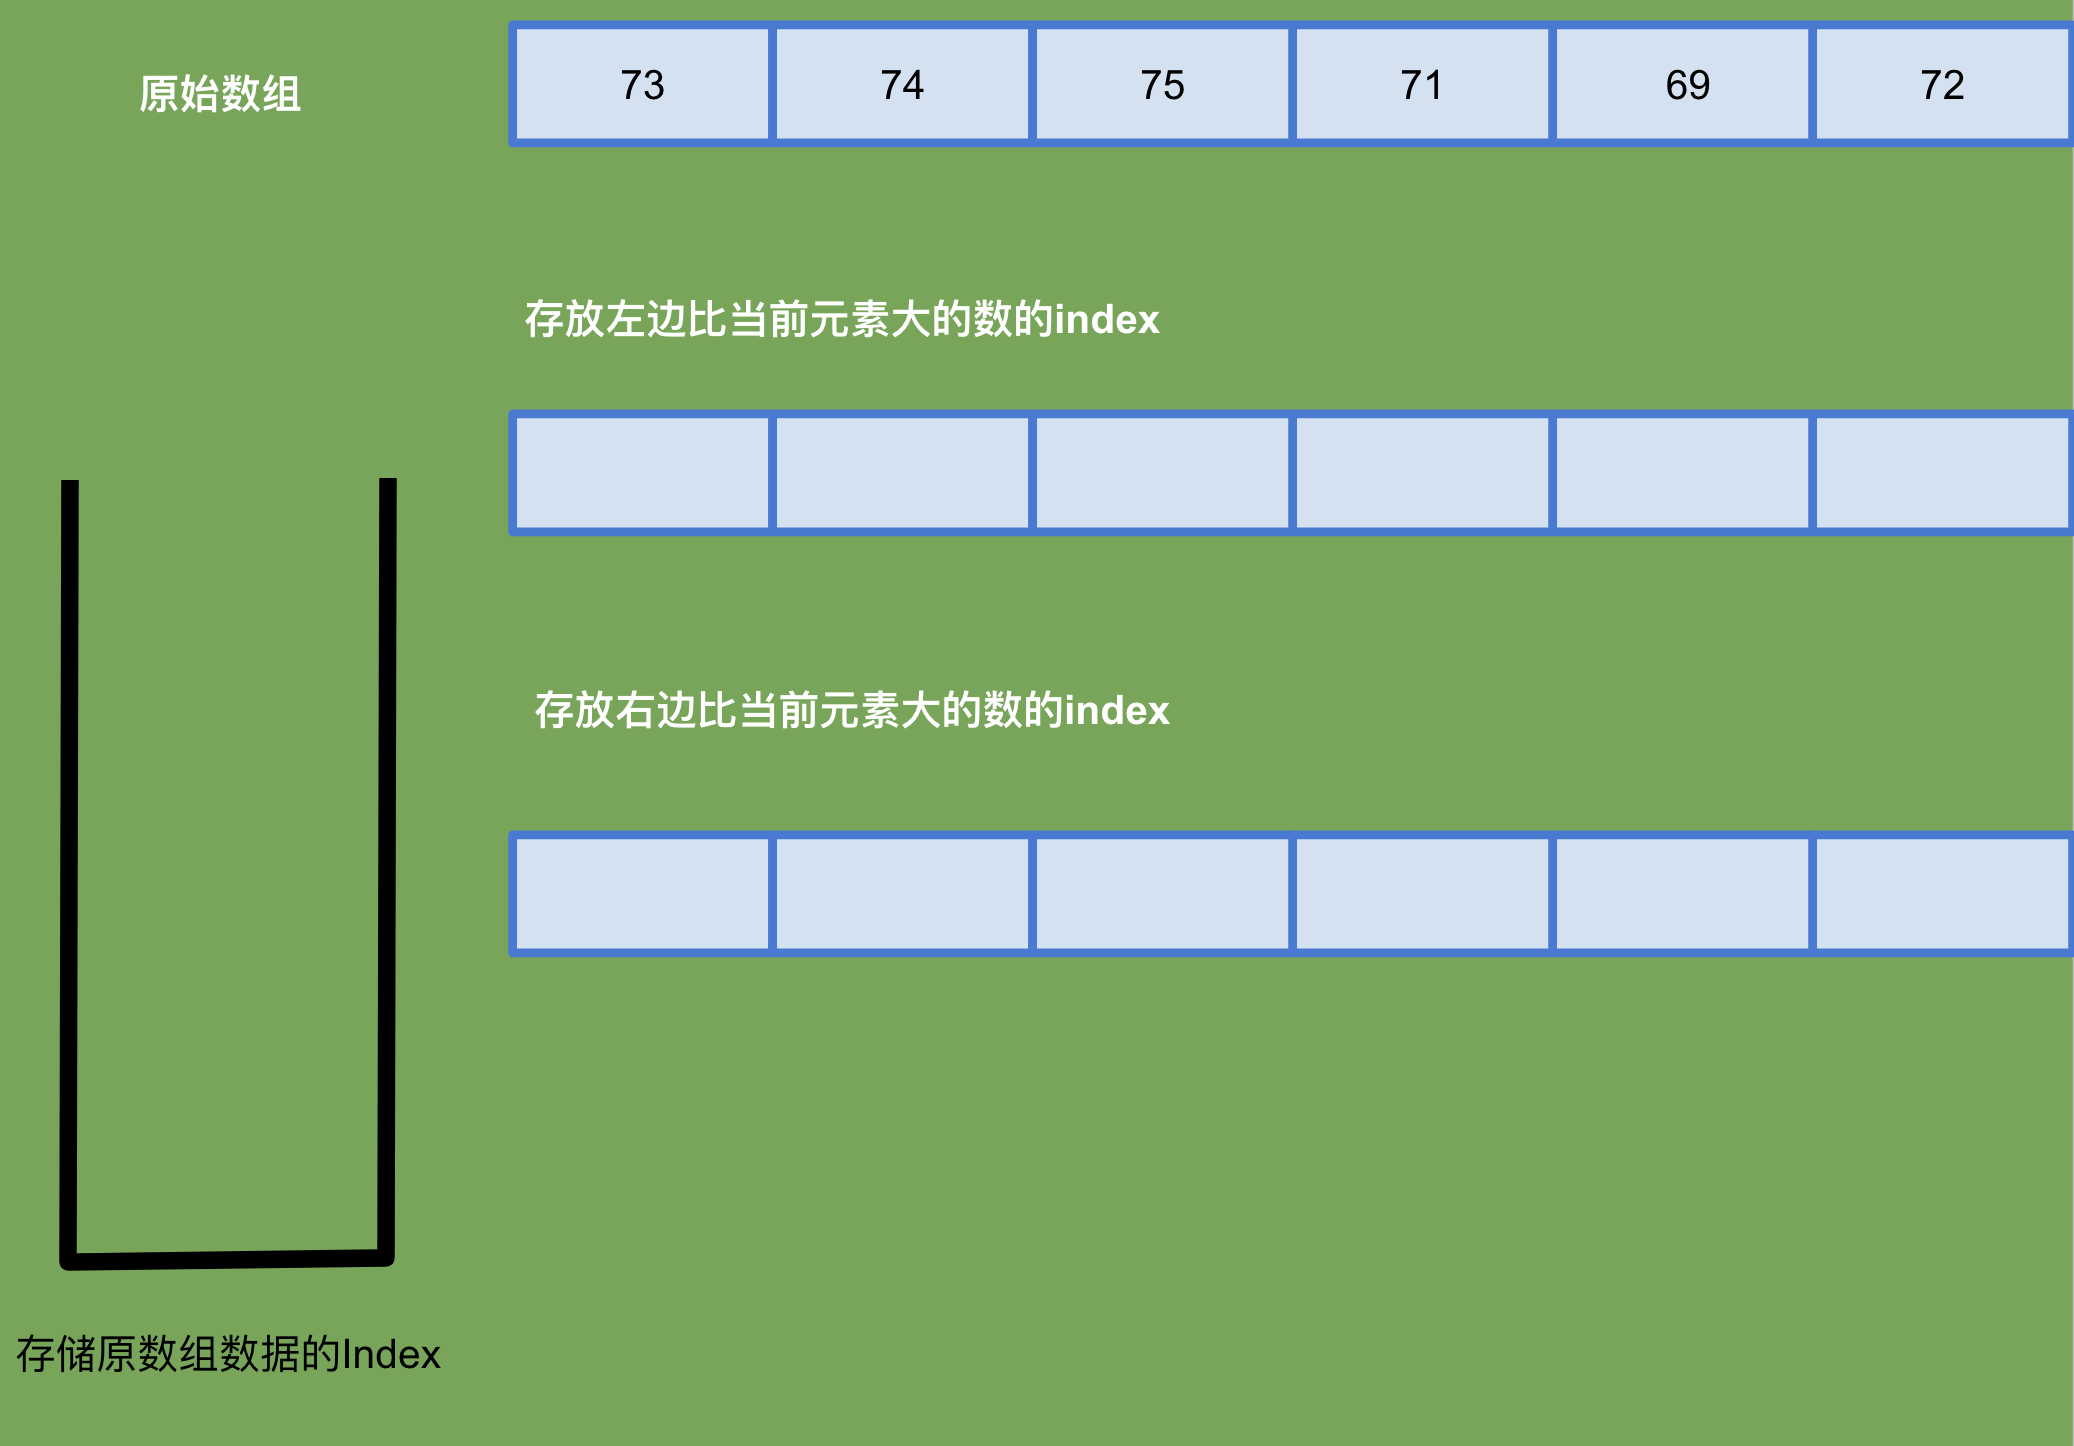 原始数组 73 74 75 71 69 72
存放左边比当前元素大的数的index
存放右边比当前元素大的数的index
存储原数组数据的Index